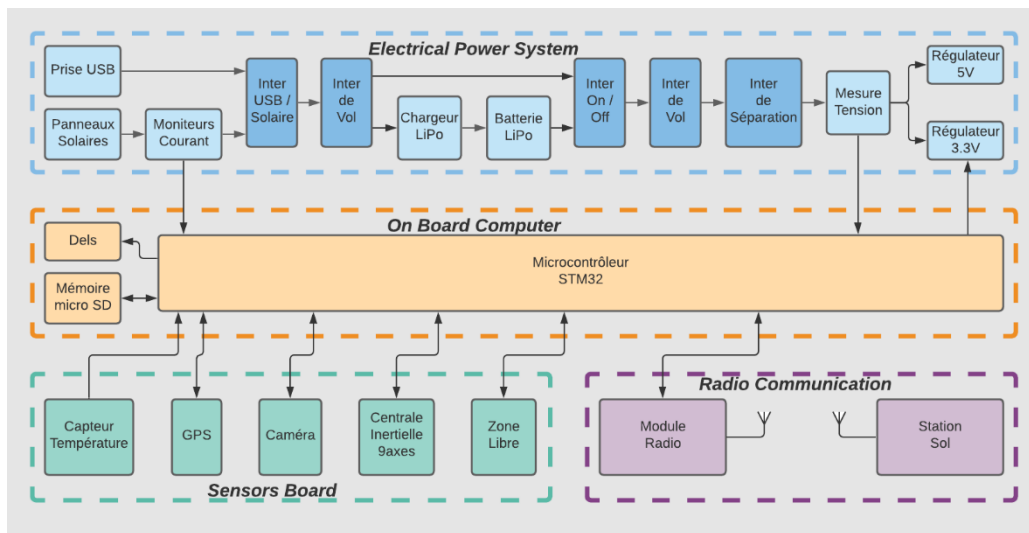 Electrical Power System
Prise USB
Panneaux
Solaires
Moniteurs
Courant
Inter
USB /
Solaire
Inter
de
Vol
Chargeur
LiPo
Batterie
LiPo
Inter
On /
Off
Inter
de
Vol
Inter
de
Séparation
Mesure
Tension
Régulateur
5V
Régulateur
3.3V
On Board Computer
Dels
Mémoire
micro SD
Microcontrôleur
STM32
Capteur
Température
GPS
Caméra
Centrale
Inertielle
9axes
Zone
Libre
Sensors Board
Radio Communication
Module
Radio
Station
Sol